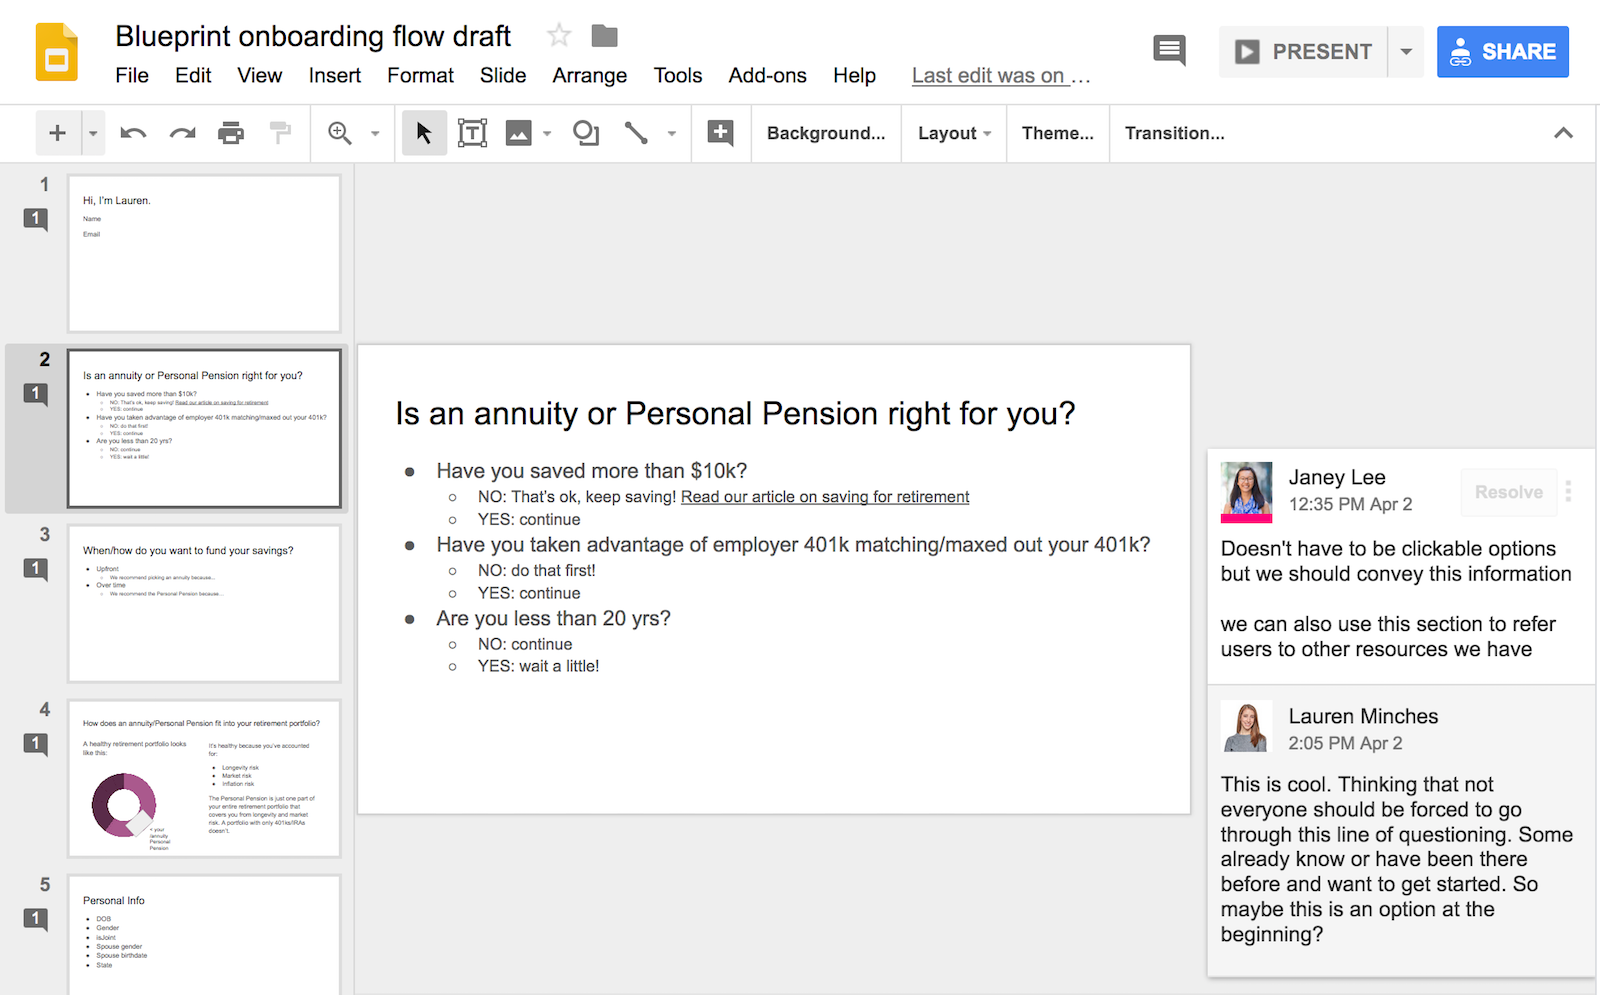 Blueprint onboarding flow draft
File Edit View Insert Format Slide Arrange Tools Add-ons Help Last edit was on ...
PRESENT
SHARE
Background...
Layout
Theme...
Transition...
1
1
Hi, I'm Lauren.
Name
Email
2
1
Is an annuity or Personal Pension right for you?
Have you saved more than $10k?
NO: That's ok, keep saving! Read our article on saving for retirement
YES: continue
Have you taken advantage of employer 401k matching/maxed out your 401k?
NO: do that first!
YES: continue
Are you less than 20 yrs?
NO: continue
YES: wait a little!
3
1
When/how do you want to fund your savings?
Upfront
We recommend picking an annuity because...
Over time
We recommend the Personal Pension because...
4
1
How does an annuity/Personal Pension fit into your retirement portfolio?
A healthy retirement portfolio looks
like this:
< your
/annuity
Personal
Pension
It's healthy because you've accounted
for:
Longevity risk
Market risk
Inflation risk
The Personal Pension is just one part of
your entire retirement portfolio that
covers you from longevity and market
risk. A portfolio with only 401ks/IRAs
doesn't.
5
1
Personal Info
DOB
Gender
isJoint
Spouse gender
Spouse birthdate
State
Is an annuity or Personal Pension right for you?
Have you saved more than $10k?
NO: That's ok, keep saving! Read our article on saving for retirement
YES: continue
Have you taken advantage of employer 401k matching/maxed out your 401k?
NO: do that first!
YES: continue
Are you less than 20 yrs?
NO: continue
YES: wait a little!
Janey Lee
12:35 PM Apr 2
Resolve
Doesn't have to be clickable options
but we should convey this information
we can also use this section to refer
users to other resources we have
Lauren Minches
2:05 PM Apr 2
This is cool. Thinking that not
everyone should be forced to go
through this line of questioning. Some
already know or have been there
before and want to get started. So
maybe this is an option at the
beginning?